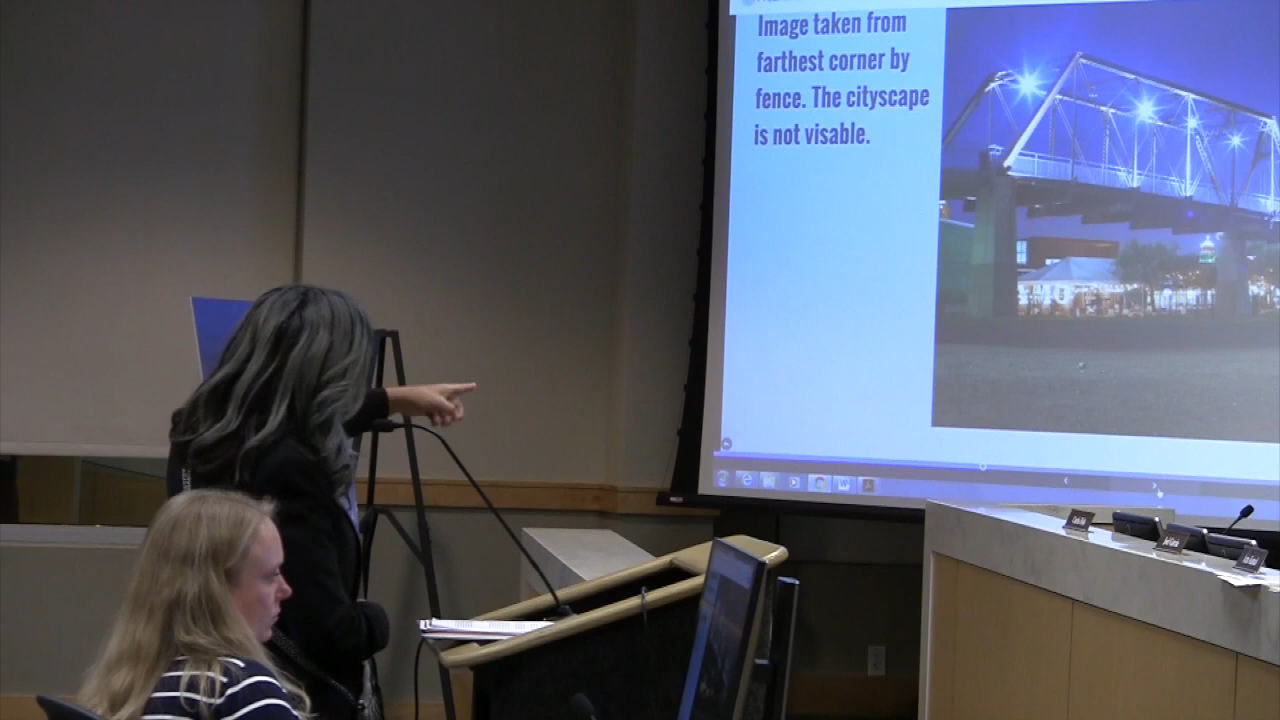 Image taken from
farthest corner by
fence. The cityscape
is not visable.